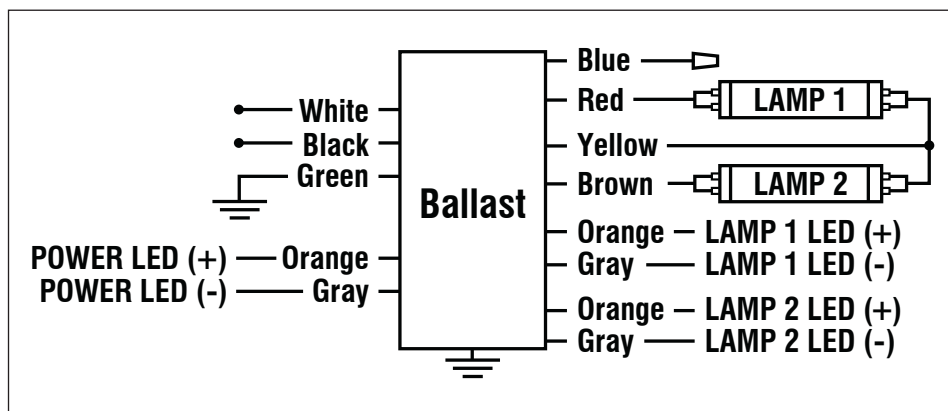 Blue
Red LAMP 1
White
Black
Yellow
Green
Brown LAMP 2
Ballast
Orange LAMP 1 LED (+)
POWER LED (+) Orange
Gray LAMP 1 LED (-)
POWER LED (-) Gray
Orange LAMP 2 LED (+)
Gray LAMP 2 LED (-)